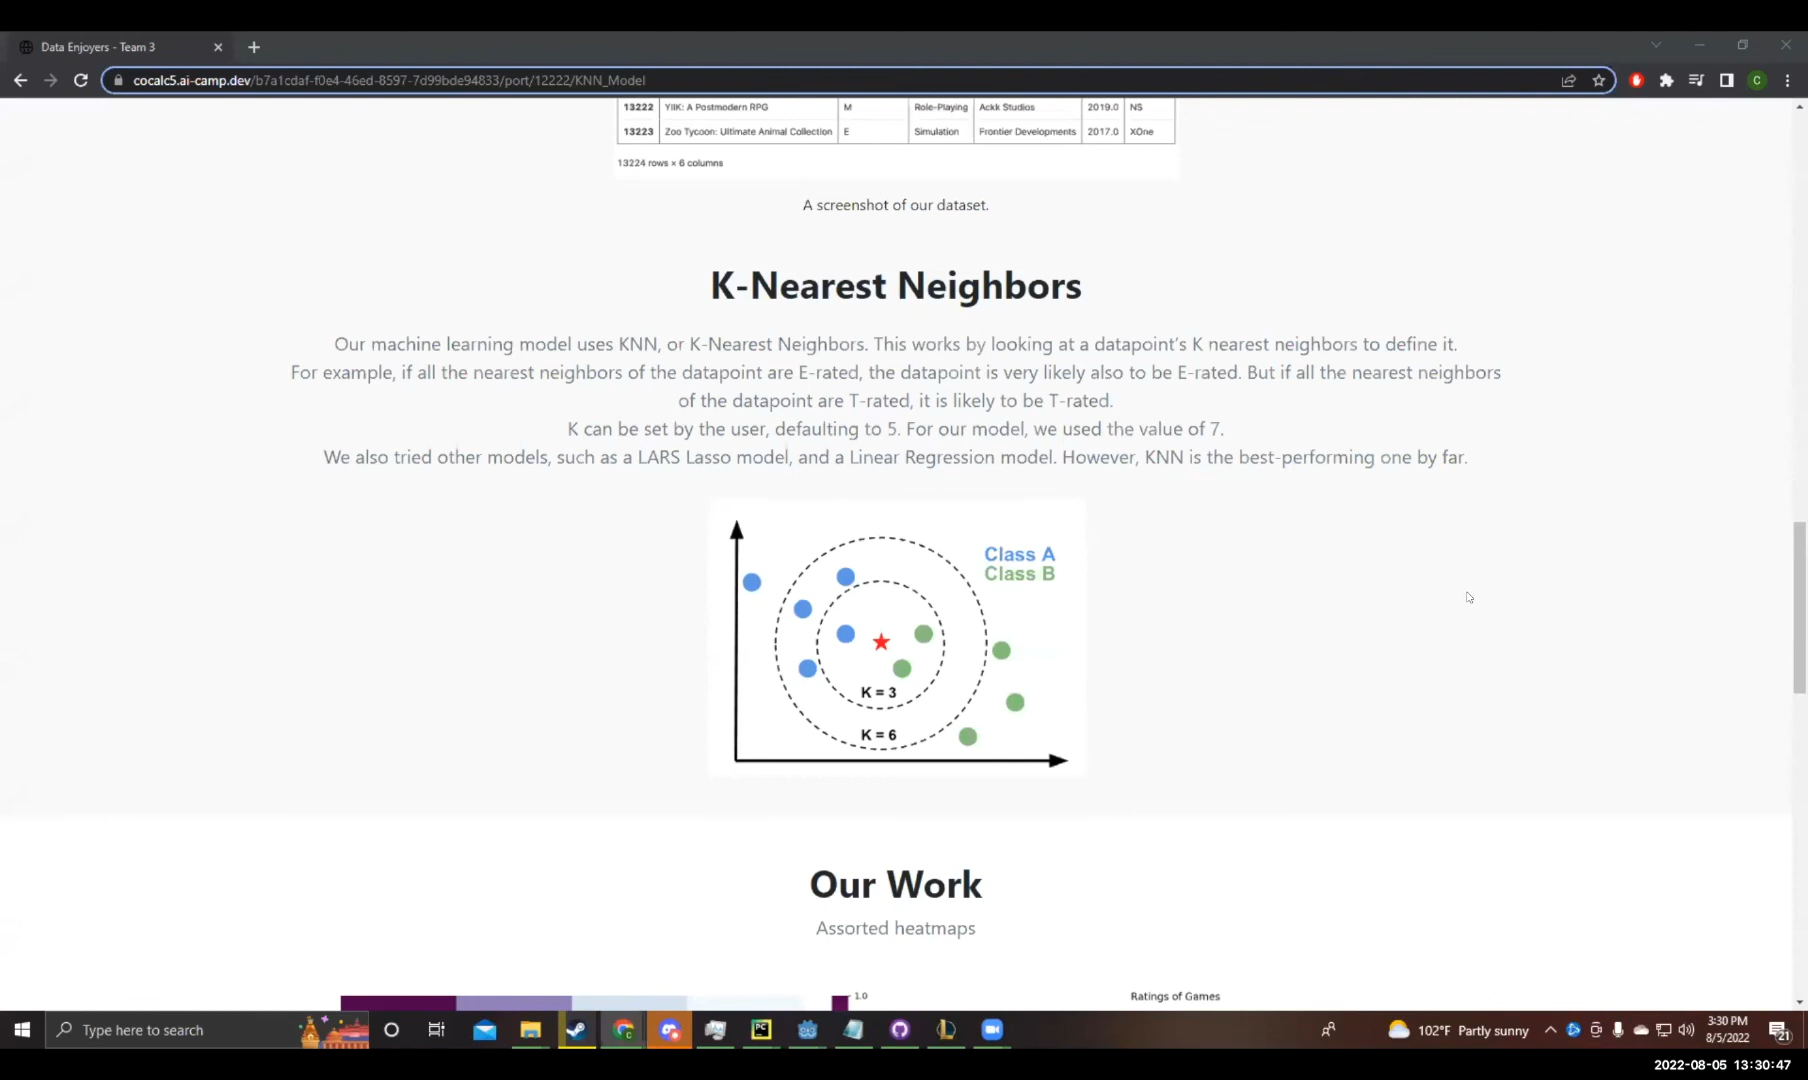 Data Enjoyers - Team 3
cocalc5.ai-camp.dev/b7a1cdaf-f0e4-46ed-8597-7d99bde94833/port/12222/KNN_Model
C
13222 YIIK: A Postmodern RPG M Role-Playing Ackk Studios 2019.0 NS
13223 Zoo Tycoon: Ultimate Animal Collection E Simulation Frontier Developments 2017.0 XOne
13224 rows × 6 columns
A screenshot of our dataset.
K-Nearest Neighbors
Our machine learning model uses KNN, or K-Nearest Neighbors. This works by looking at a datapoint's K nearest neighbors to define it.
For example, if all the nearest neighbors of the datapoint are E-rated, the datapoint is very likely also to be E-rated. But if all the nearest neighbors
of the datapoint are T-rated, it is likely to be T-rated.
K can be set by the user, defaulting to 5. For our model, we used the value of 7.
We also tried other models, such as a LARS Lasso model, and a Linear Regression model. However, KNN is the best-performing one by far.
Class A
Class B
K = 3
K = 6
Our Work
Assorted heatmaps
1.0
Ratings of Games
Type here to search
PC
102°F Partly sunny
3:30 PM
8/5/2022
21
2022-08-05 13:30:47